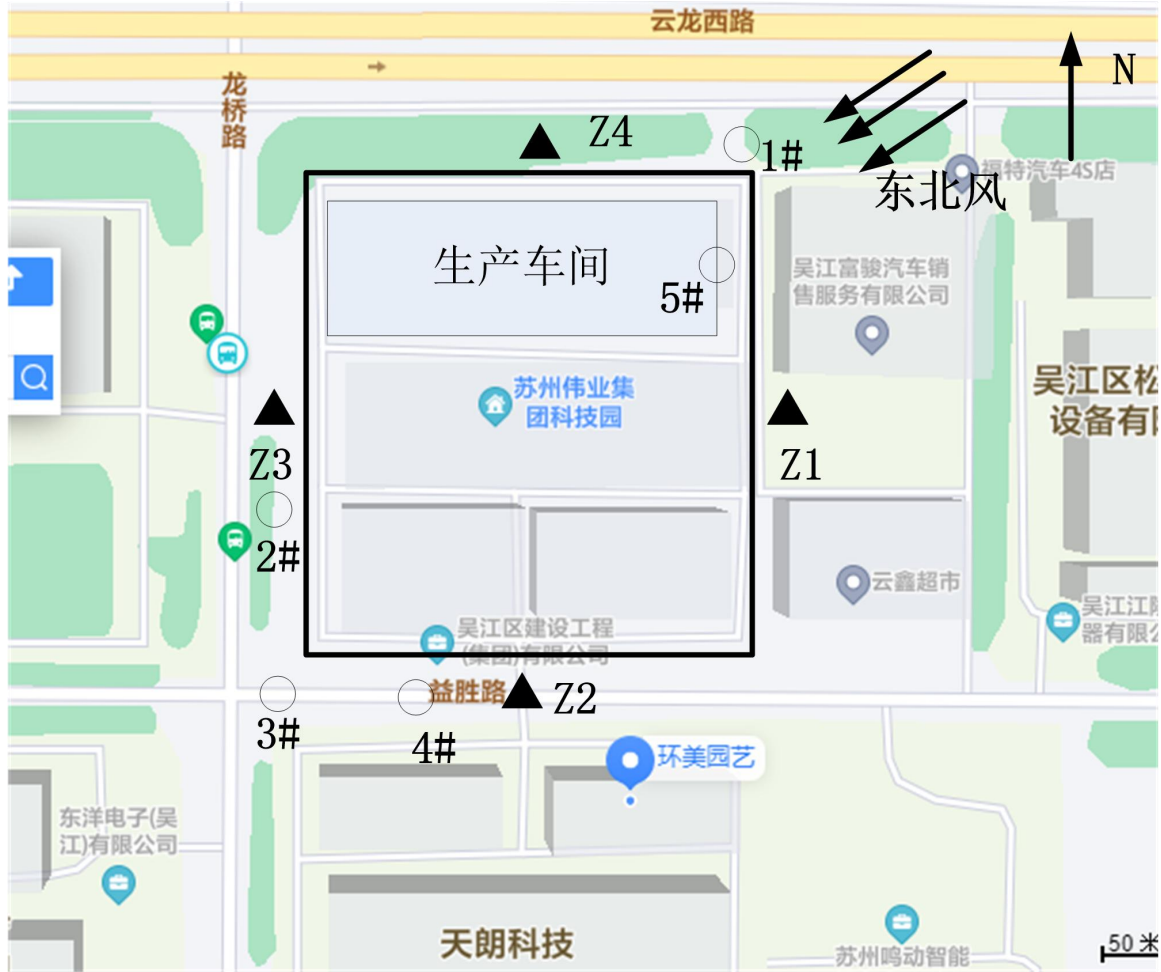 云龙西路
龙桥路
N
Z4
1#
福特汽车4S店
东北风
生产车间
5#
吴江富骏汽车销
售服务有限公司
苏州伟业集
团科技园
吴江区松
设备有
Z3
Z1
2#
云鑫超市
吴江江
器有限
吴江区建设工程
(集团)有限公司
益胜路
Z2
3#
4#
环美园艺
东洋电子(吴
江)有限公司
天朗科技
苏州鸣动智能
50 米